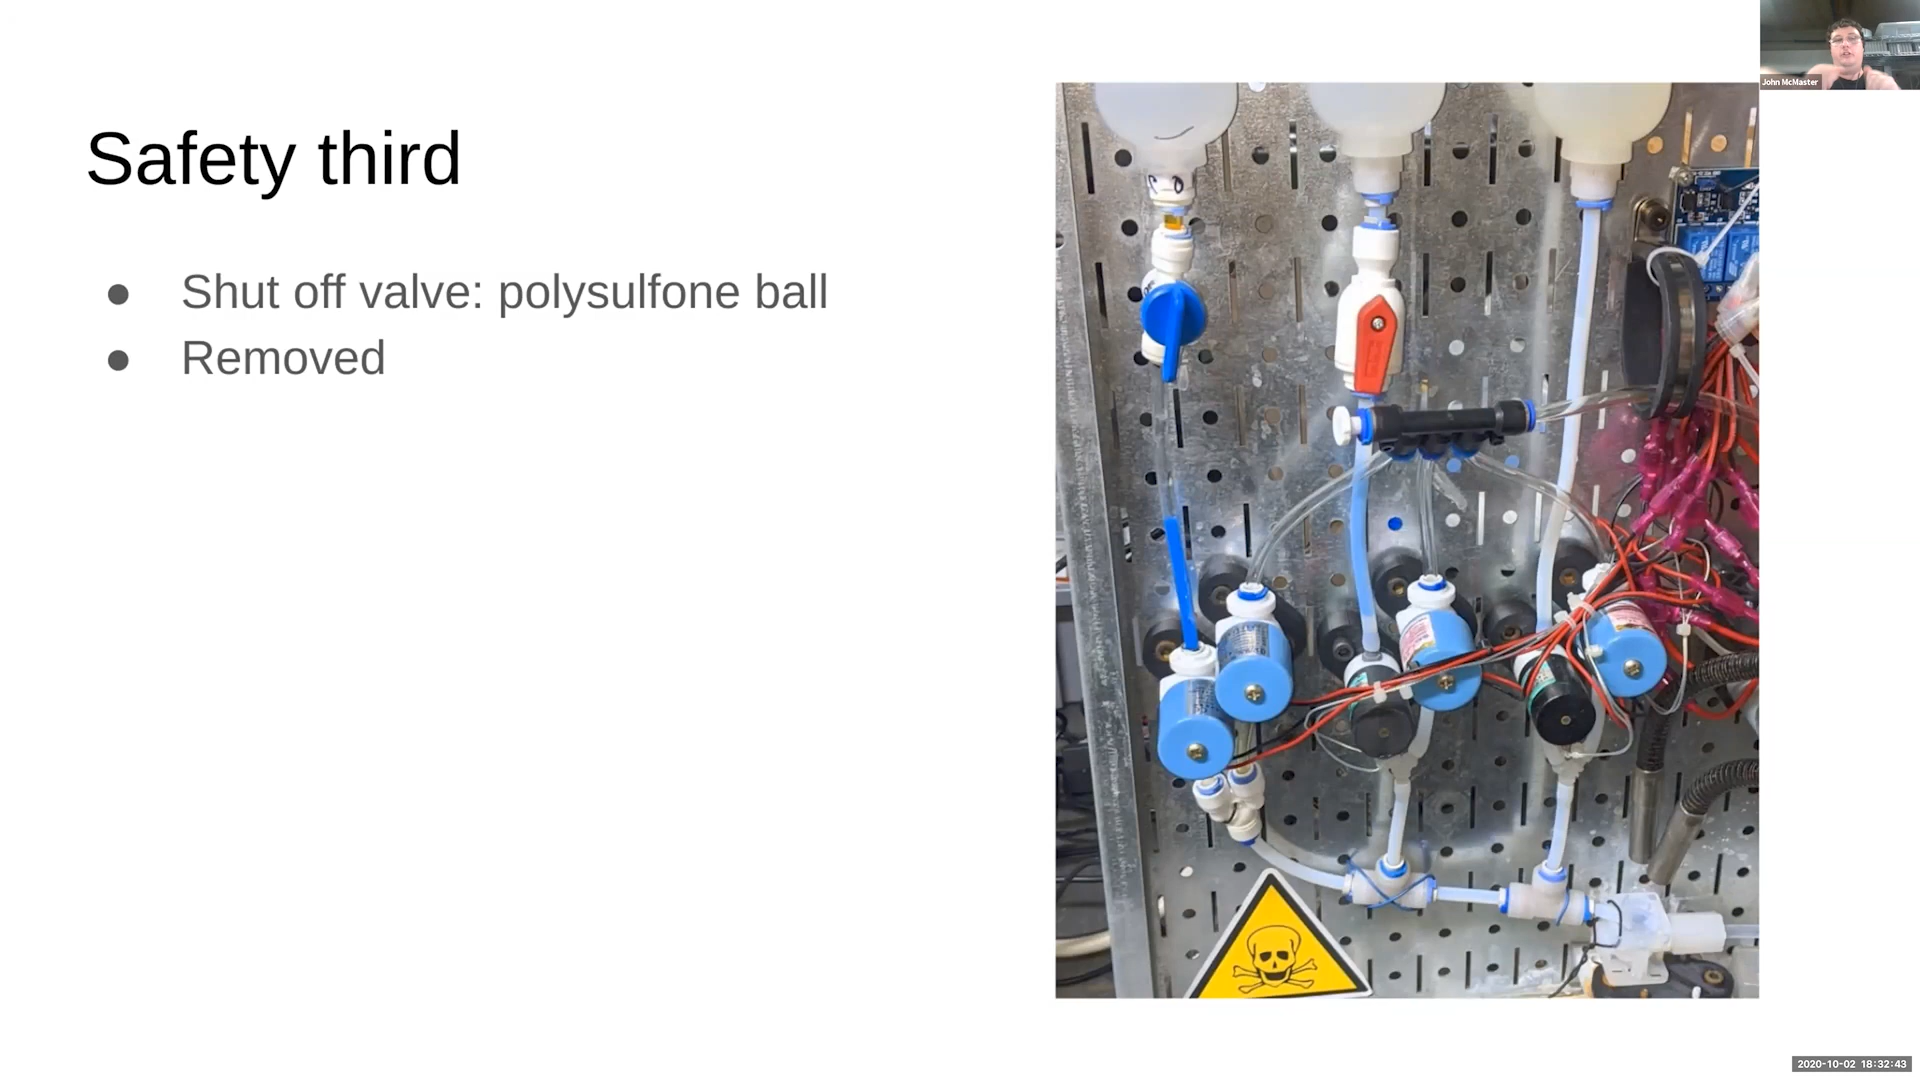 Safety third
Shut off valve: polysulfone ball
Removed
John McMaster
2020-10-02 18:32:43